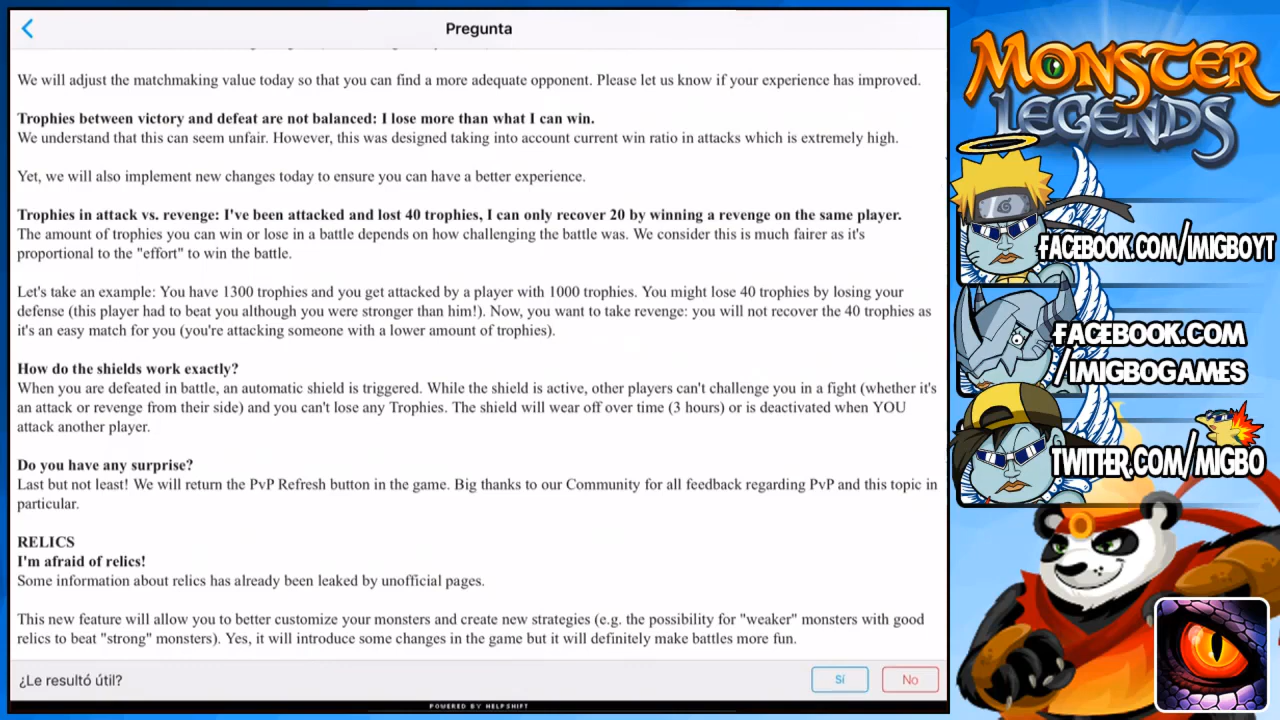 Pregunta
We will adjust the matchmaking value today so that you can find a more adequate opponent. Please let us know if your experience has improved.
Trophies between victory and defeat are not balanced: I lose more than what I can win.
We understand that this can seem unfair. However, this was designed taking into account current win ratio in attacks which is extremely high.
Yet, we will also implement new changes today to ensure you can have a better experience.
Trophies in attack vs. revenge: I've been attacked and lost 40 trophies, I can only recover 20 by winning a revenge on the same player.
The amount of trophies you can win or lose in a battle depends on how challenging the battle was. We consider this is much fairer as it's
proportional to the "effort" to win the battle.
Let's take an example: You have 1300 trophies and you get attacked by a player with 1000 trophies. You might lose 40 trophies by losing your
defense (this player had to beat you although you were stronger than him!). Now, you want to take revenge: you will not recover the 40 trophies as
it's an easy match for you (you're attacking someone with a lower amount of trophies).
How do the shields work exactly?
When you are defeated in battle, an automatic shield is triggered. While the shield is active, other players can't challenge you in a fight (whether it's
an attack or revenge from their side) and you can't lose any Trophies. The shield will wear off over time (3 hours) or is deactivated when YOU
attack another player.
Do you have any surprise?
Last but not least! We will return the PvP Refresh button in the game. Big thanks to our Community for all feedback regarding PvP and this topic in
particular.
RELICS
I'm afraid of relics!
Some information about relics has already been leaked by unofficial pages.
This new feature will allow you to better customize your monsters and create new strategies (e.g. the possibility for "weaker" monsters with good
relics to beat "strong" monsters). Yes, it will introduce some changes in the game but it will definitely make battles more fun.
¿Le resultó útil?
Sí
No
POWERED BY HELPSHIFT
MONSTER
LEGENDS
FACEBOOK.COM/IMIGBOYT
FACEBOOK.COM
/IMIGBOGAMES
TWITTER.COM/MIGBO